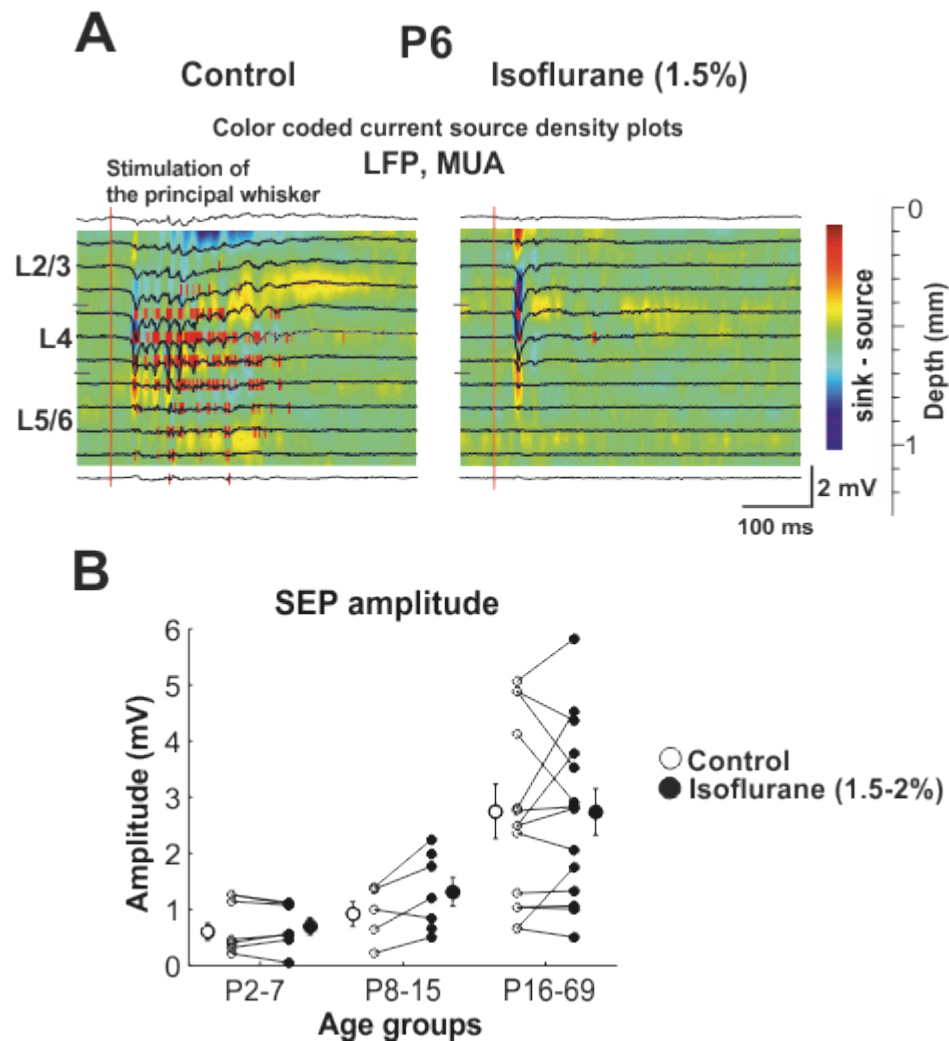 A
P6
Control
Isoflurane (1.5%)
Color coded current source density plots
LFP, MUA
Stimulation of
the principal whisker
L2/3
L4
L5/6
sink - source
0
1
Depth (mm)
2 mV
100 ms
B
SEP amplitude
6
5
4
3
2
1
0
Amplitude (mV)
P2-7
P8-15
P16-69
Age groups
Control
Isoflurane (1.5-2%)